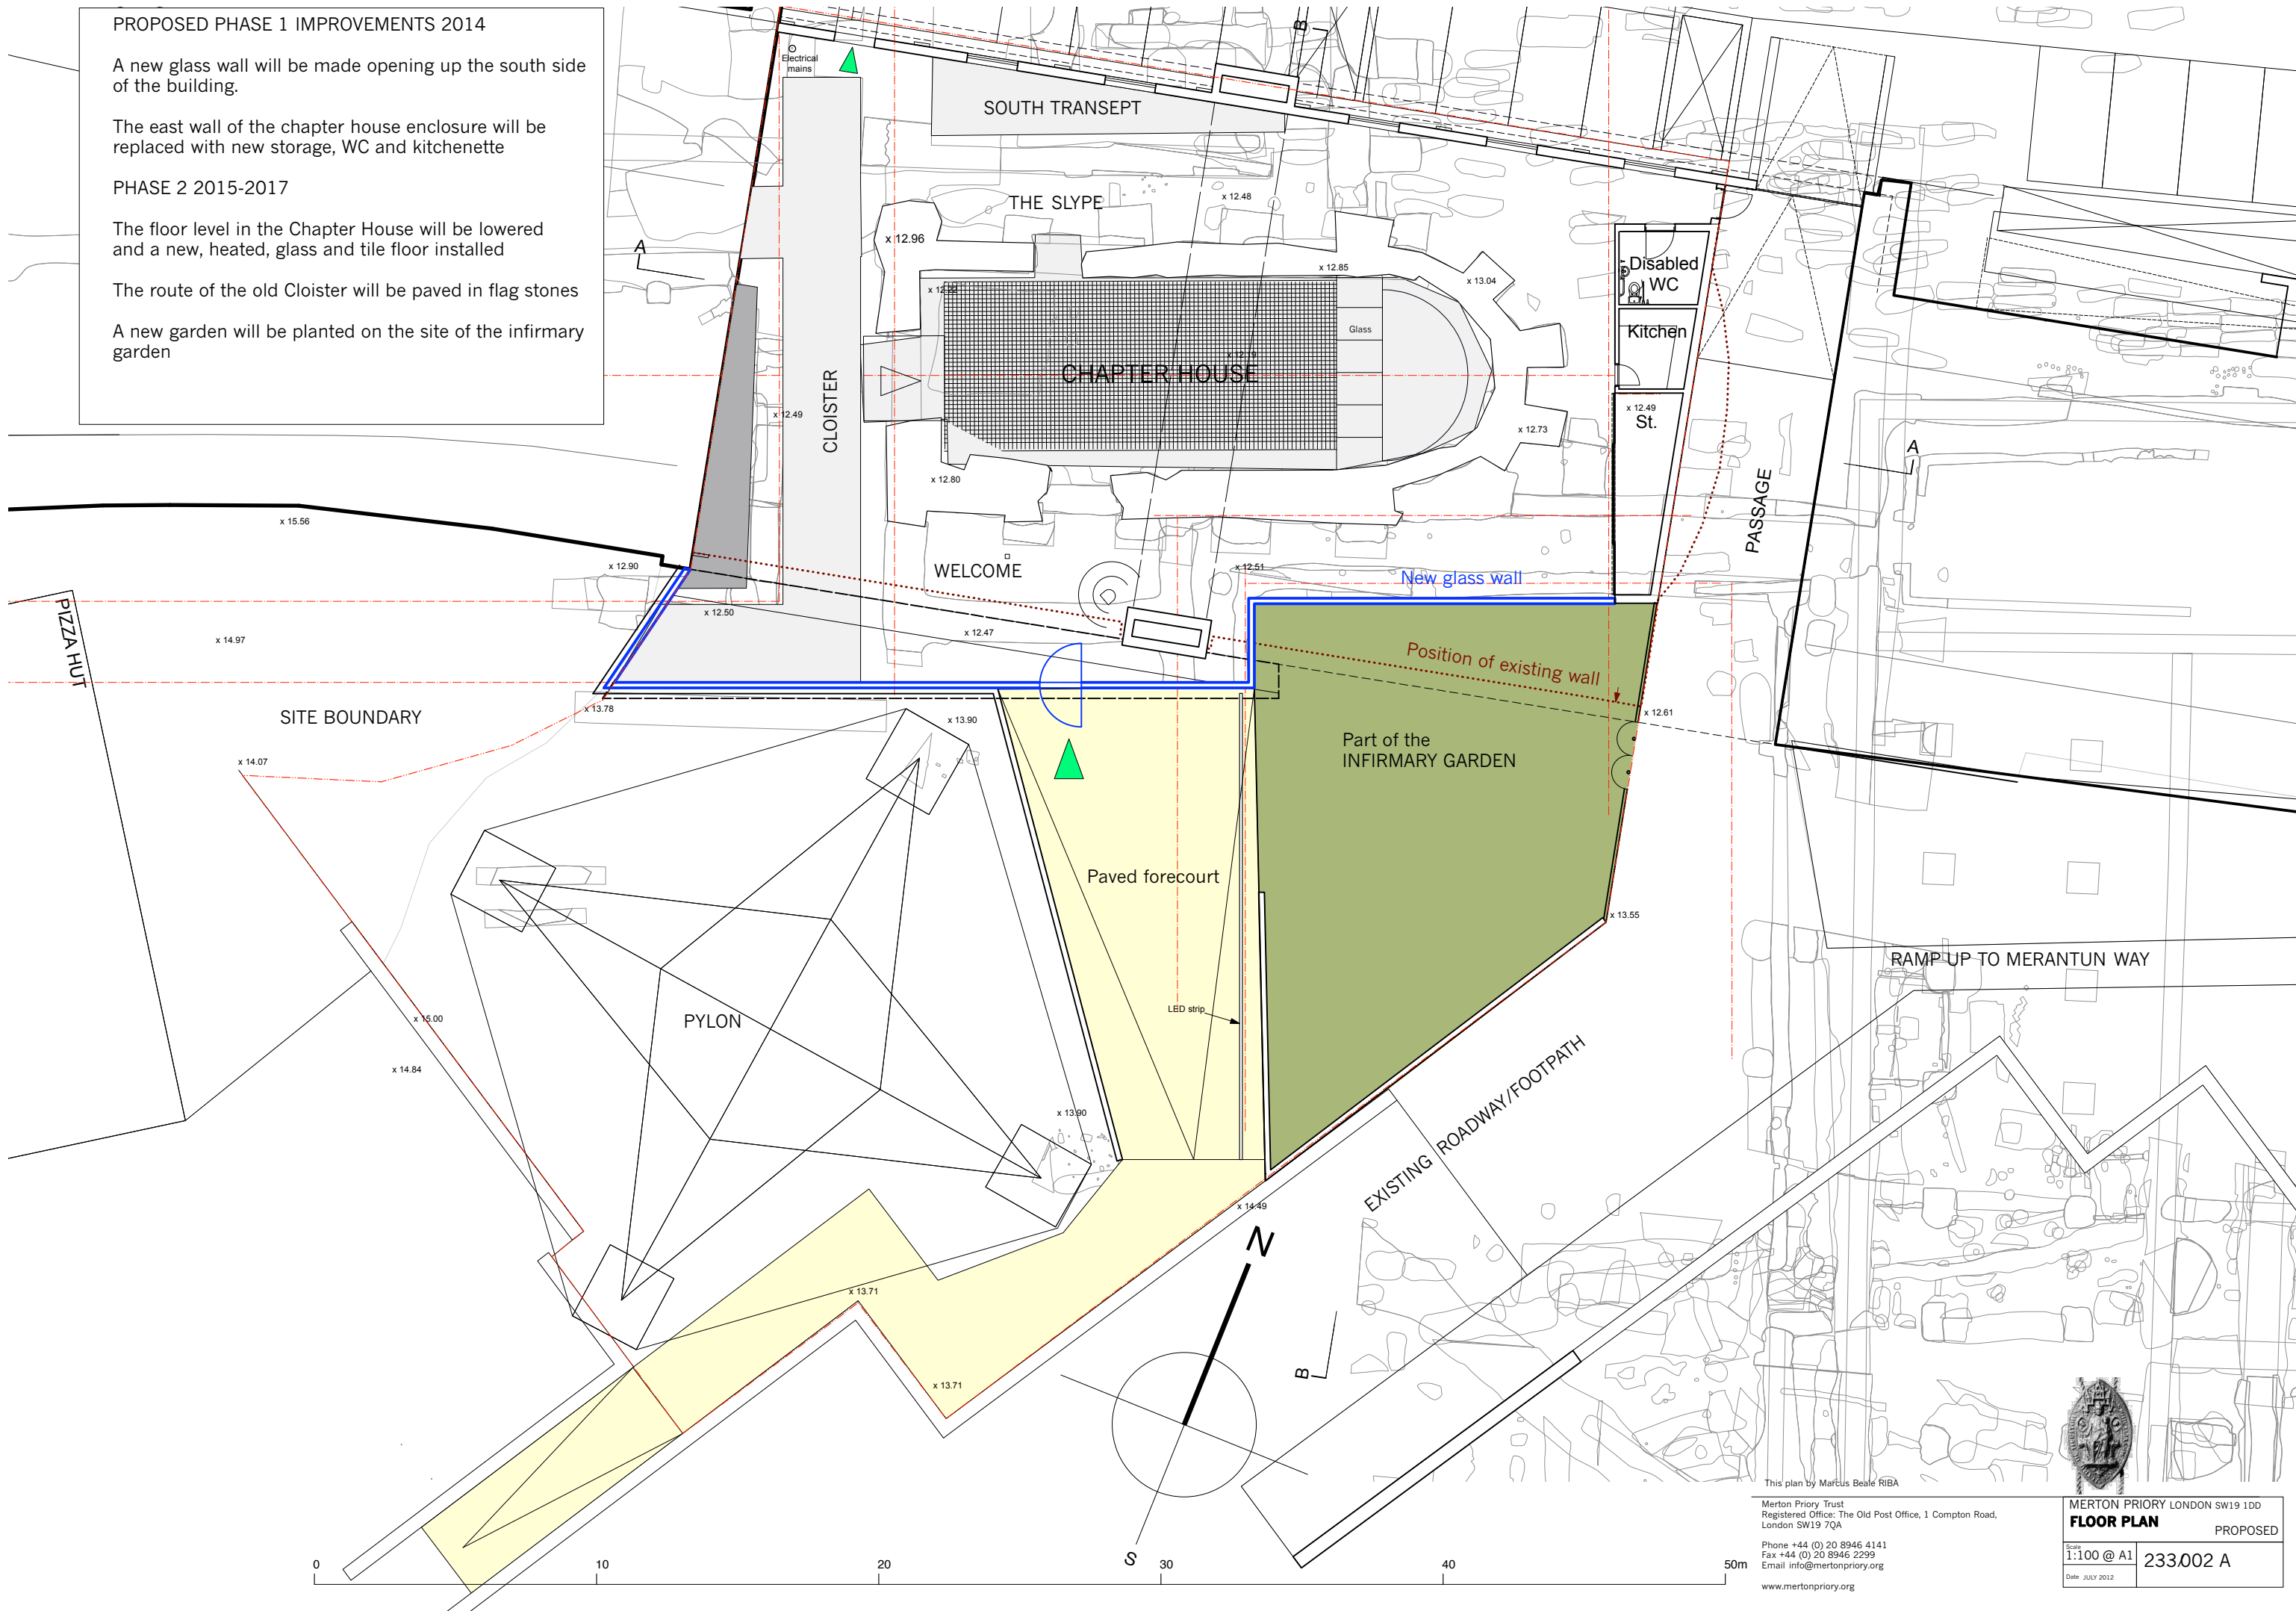 PROPOSED PHASE 1 IMPROVEMENTS 2014
A new glass wall will be made opening up the south side
of the building.
The east wall of the chapter house enclosure will be
replaced with new storage, WC and kitchenette
PHASE 2 2015-2017
The floor level in the Chapter House will be lowered
and a new, heated, glass and tile floor installed
The route of the old Cloister will be paved in flag stones
A new garden will be planted on the site of the infirmary
garden
Electrical
mains
B
SOUTH TRANSEPT
THE SLYPE
x 12.48
x 12.96
A
x 12.85
x 13.04
x 12.22
Disabled
WC
Glass
Kitchen
x 12.19
CHAPTER HOUSE
CLOISTER
x 12.49
x 12.49
St.
x 12.73
A
x 12.80
PASSAGE
x 15.56
x 12.90
WELCOME
x 12.51
New glass wall
D
PIZZA HUT
x 14.97
x 12.50
x 12.47
Position of existing wall
x 13.78
SITE BOUNDARY
x 13.90
x 12.61
x 14.07
Part of the
INFIRMARY GARDEN
Paved forecourt
x 13.55
RAMP UP TO MERANTUN WAY
LED strip
x 15.00
PYLON
x 14.84
EXISTING ROADWAY/FOOTPATH
x 13.90
x 14.49
N
x 13.71
x 13.71
B
S
0
10
20
30
40
50m
This plan by Marcus Beale RIBA
Merton Priory Trust
Registered Office: The Old Post Office, 1 Compton Road,
London SW19 7QA
Phone +44 (0) 20 8946 4141
Fax +44 (0) 20 8946 2299
Email info@mertonpriory.org
www.mertonpriory.org
MERTON PRIORY LONDON SW19 1DD
FLOOR PLAN
PROPOSED
Scale
1:100 @ A1
233/002 A
Date JULY 2012